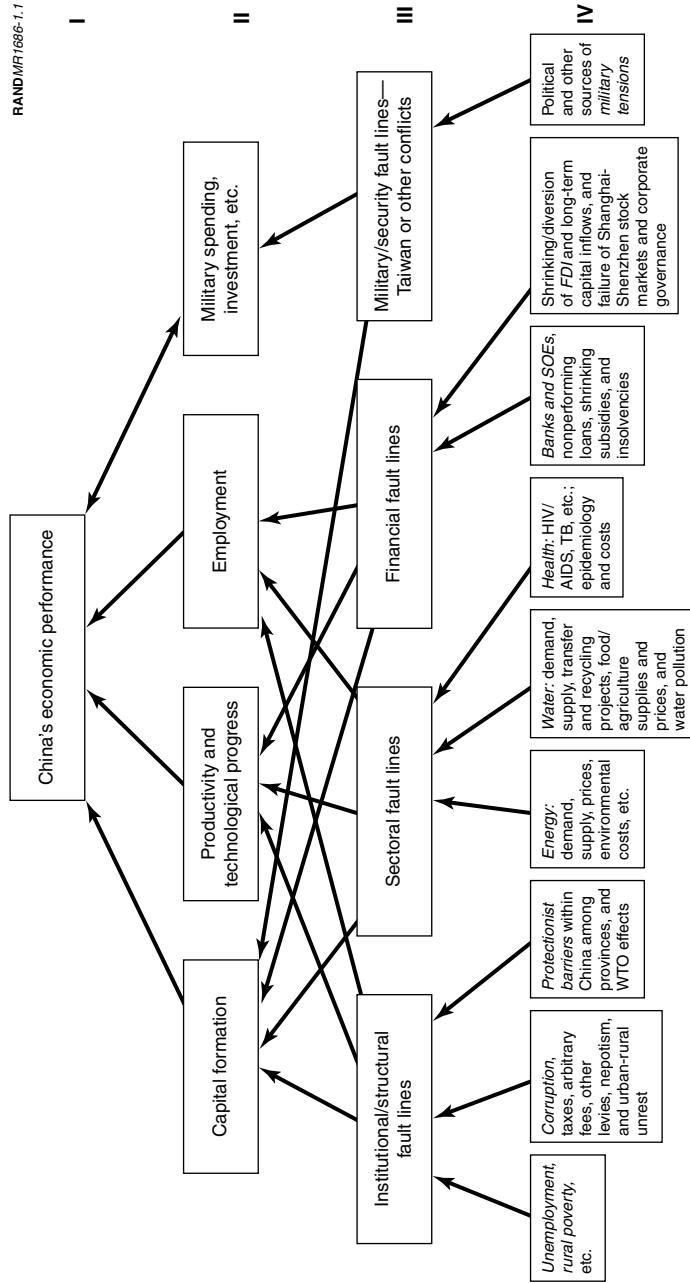 RANDMR1686-1.1
I
China's economic performance
II
Capital formation
Productivity and
technological progress
Employment
Military spending,
investment, etc.
III
Institutional/structural
fault lines
Sectoral fault lines
Financial fault lines
Military/security fault lines—
Taiwan or other conflicts
IV
Unemployment,
rural poverty,
etc.
Corruption,
taxes, arbitrary
fees, other
levies, nepotism,
and urban-rural
unrest
Protectionist
barriers within
China among
provinces, and
WTO effects
Energy:
demand,
supply, prices,
environmental
costs, etc.
Water: demand,
supply, transfer
and recycling
projects, food/
agriculture
supplies and
prices, and
water pollution
Health: HIV/
AIDS, TB, etc.;
epidemiology
and costs
Banks and SOEs,
nonperforming
loans, shrinking
subsidies, and
insolvencies
Shrinking/diversion
of FDI and long-term
capital inflows, and
failure of Shanghai-
Shenzhen stock
markets and corporate
governance
Political
and other
sources of
military
tensions